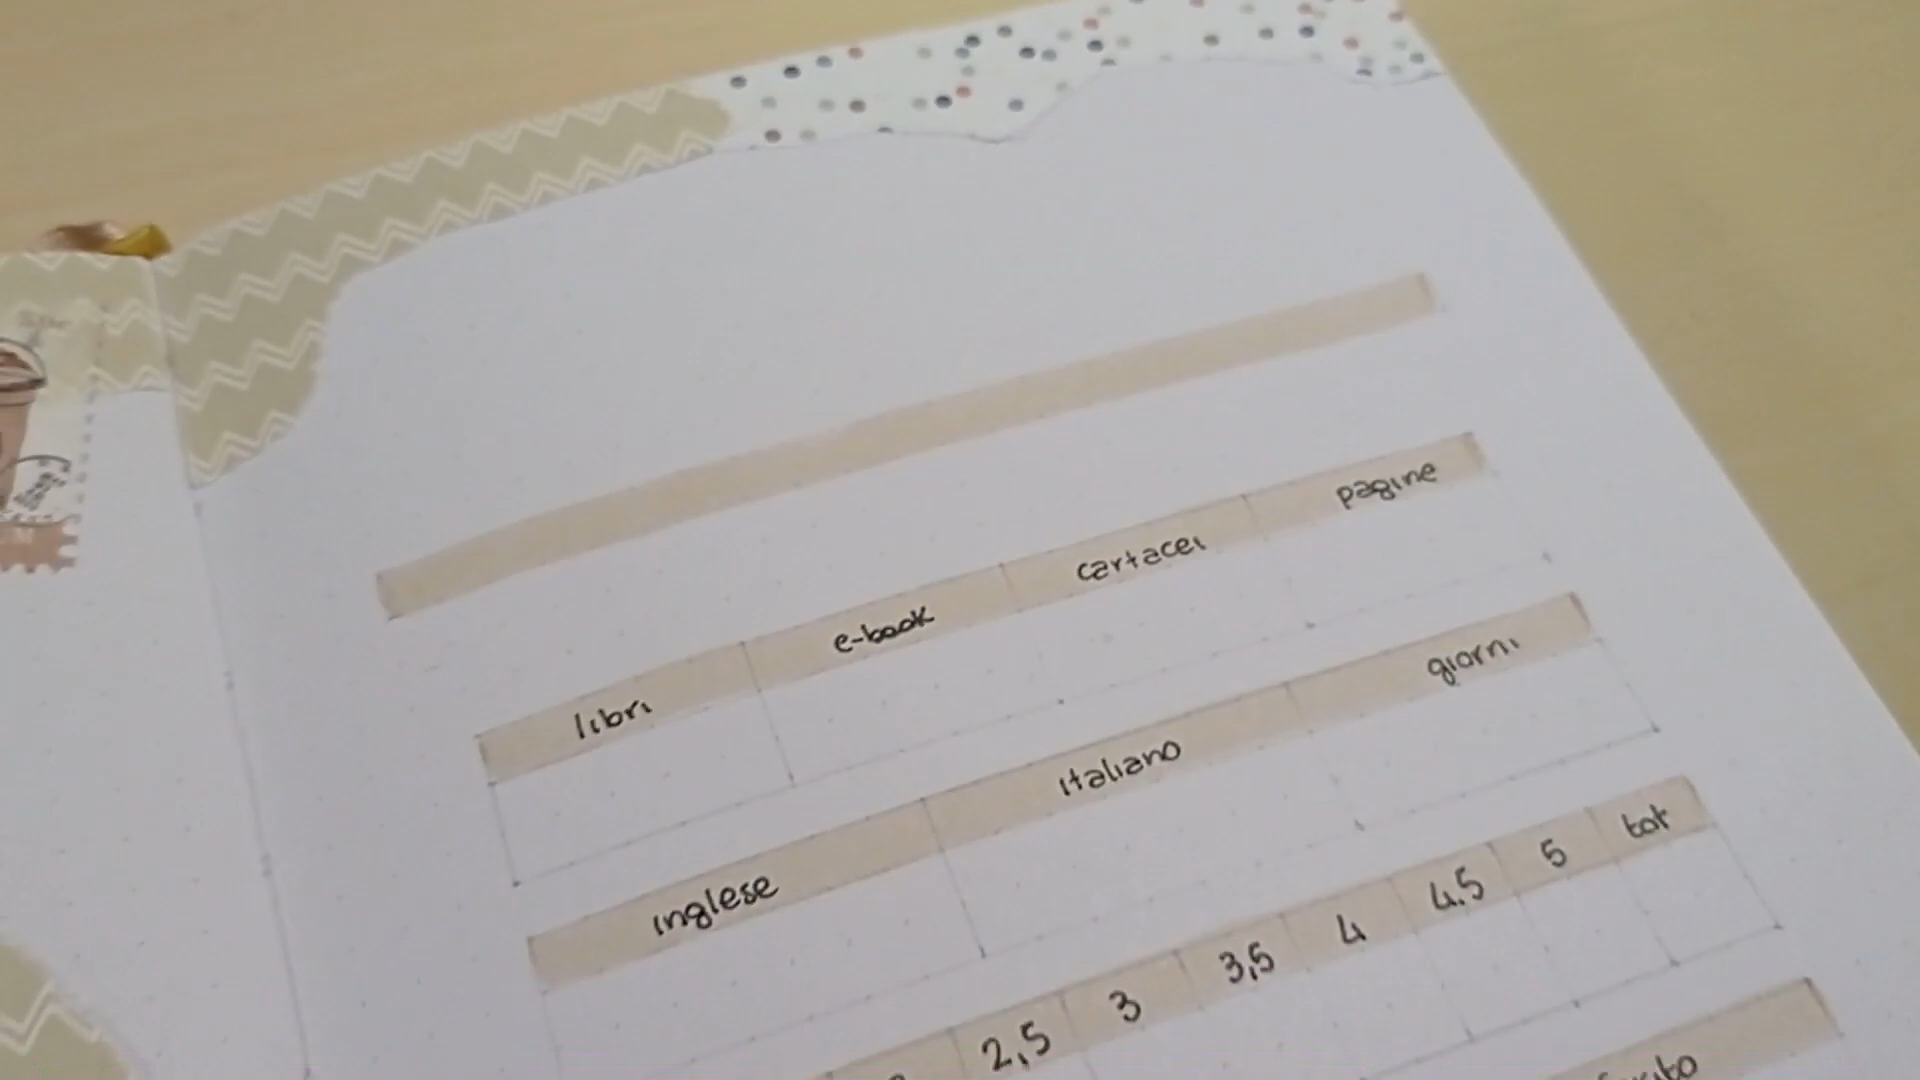 libri e-book cartacei pagine
inglese italiano giorni
2,5 3 3,5 4 4.5 5 tot